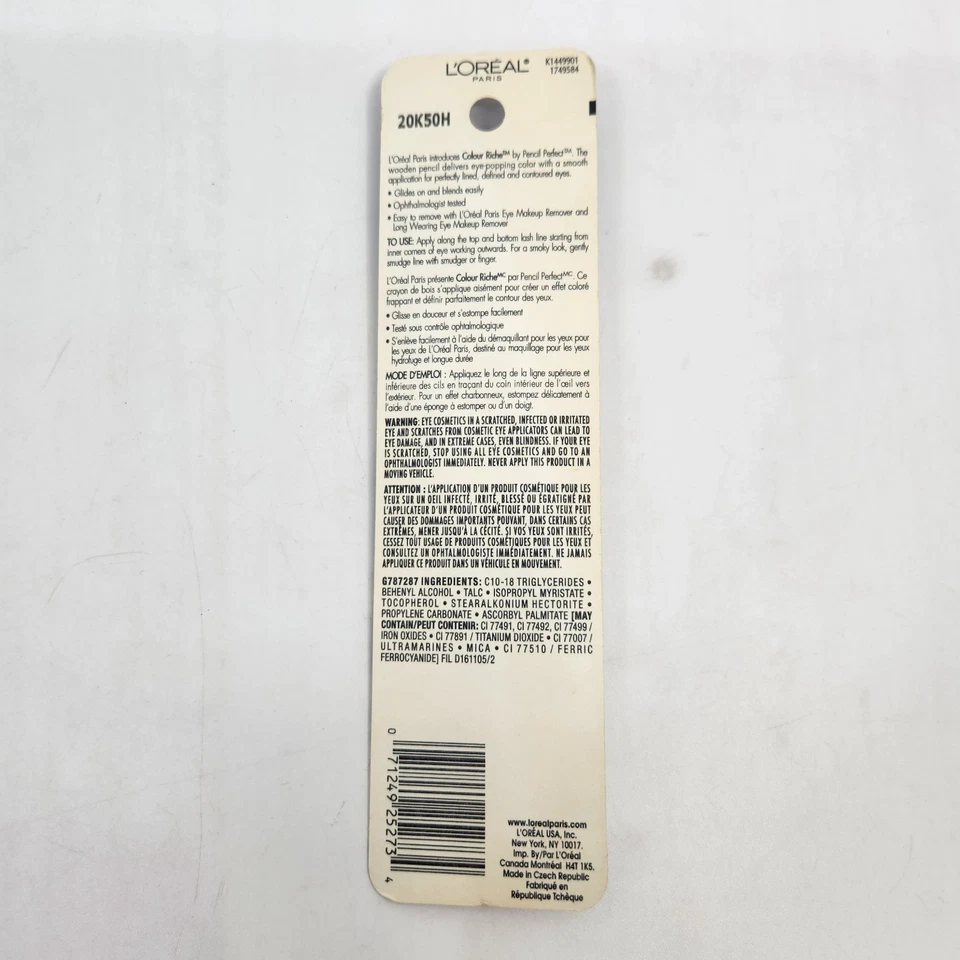 L'ORÉAL®
PARIS
K1449901
1749584
20K50H
L'Oréal Paris introduces Colour Riche™ by Pencil Perfect™. The
wooden pencil delivers eye-popping color with a smooth
application for perfectly lined, defined and contoured eyes.
• Glides on and blends easily
• Ophthalmologist tested
• Easy to remove with L'Oréal Paris Eye Makeup Remover and
Long Wearing Eye Makeup Remover
TO USE: Apply along the top and bottom lash line starting from
inner corners of eye working outwards. For a smoky look, gently
smudge line with smudger or finger.
L'Oréal Paris présente Colour Riche MC par Pencil Perfect MC. Ce
crayon de bois s'applique aisément pour créer un effet coloré
frappant et définir parfaitement le contour des yeux.
• Glisse en douceur et s'estompe facilement
• Testé sous contrôle ophtalmologique
• S'enlève facilement à l'aide du démaquillant pour les yeux pour
les yeux de L'Oréal Paris, destiné au maquillage pour les yeux
hydrofuge et longue durée
MODE D'EMPLOI : Appliquez le long de la ligne supérieure et
inférieure des cils en traçant du coin intérieur de l'œil vers
l'extérieur. Pour un effet charbonneux, estompez délicatement à
l'aide d'une éponge à estomper ou d'un doigt.
WARNING: EYE COSMETICS IN A SCRATCHED, INFECTED OR IRRITATED
EYE AND SCRATCHES FROM COSMETIC EYE APPLICATORS CAN LEAD TO
EYE DAMAGE, AND IN EXTREME CASES, EVEN BLINDNESS. IF YOUR EYE
IS SCRATCHED, STOP USING ALL EYE COSMETICS AND GO TO AN
OPHTHALMOLOGIST IMMEDIATELY. NEVER APPLY THIS PRODUCT IN A
MOVING VEHICLE.
ATTENTION : L'APPLICATION D'UN PRODUIT COSMÉTIQUE POUR LES
YEUX SUR UN OEIL INFECTÉ, IRRITÉ, BLESSÉ OU ÉGRATIGNÉ PAR
L'APPLICATEUR D'UN PRODUIT COSMÉTIQUE POUR LES YEUX PEUT
CAUSER DES DOMMAGES IMPORTANTS POUVANT, DANS CERTAINS CAS
EXTRÊMES, MENER JUSQU'À LA CÉCITÉ. SI VOS YEUX SONT IRRITÉS,
CESSEZ TOUT USAGE DE PRODUITS COSMÉTIQUES POUR LES YEUX ET
CONSULTEZ UN OPHTALMOLOGISTE IMMÉDIATEMENT. NE JAMAIS
APPLIQUER CE PRODUIT DANS UN VÉHICULE EN MOUVEMENT.
G787287 INGREDIENTS: C10-18 TRIGLYCERIDES •
BEHENYL ALCOHOL • TALC • ISOPROPYL MYRISTATE •
TOCOPHEROL • STEARALKONIUM HECTORITE •
PROPYLENE CARBONATE • ASCORBYL PALMITATE [MAY
CONTAIN/PEUT CONTENIR: CI 77491, CI 77492, CI 77499 /
IRON OXIDES • CI 77891 / TITANIUM DIOXIDE • CI 77007 /
ULTRAMARINES • MICA • CI 77510 / FERRIC
FERROCYANIDE] FIL D161105/2
0 71249 25273 4
www.lorealparis.com
L'ORÉAL USA, Inc.
New York, NY 10017.
Imp. By/Par L'Oréal
Canada Montréal H4T 1K5.
Made in Czech Republic
Fabriqué en
République Tchèque